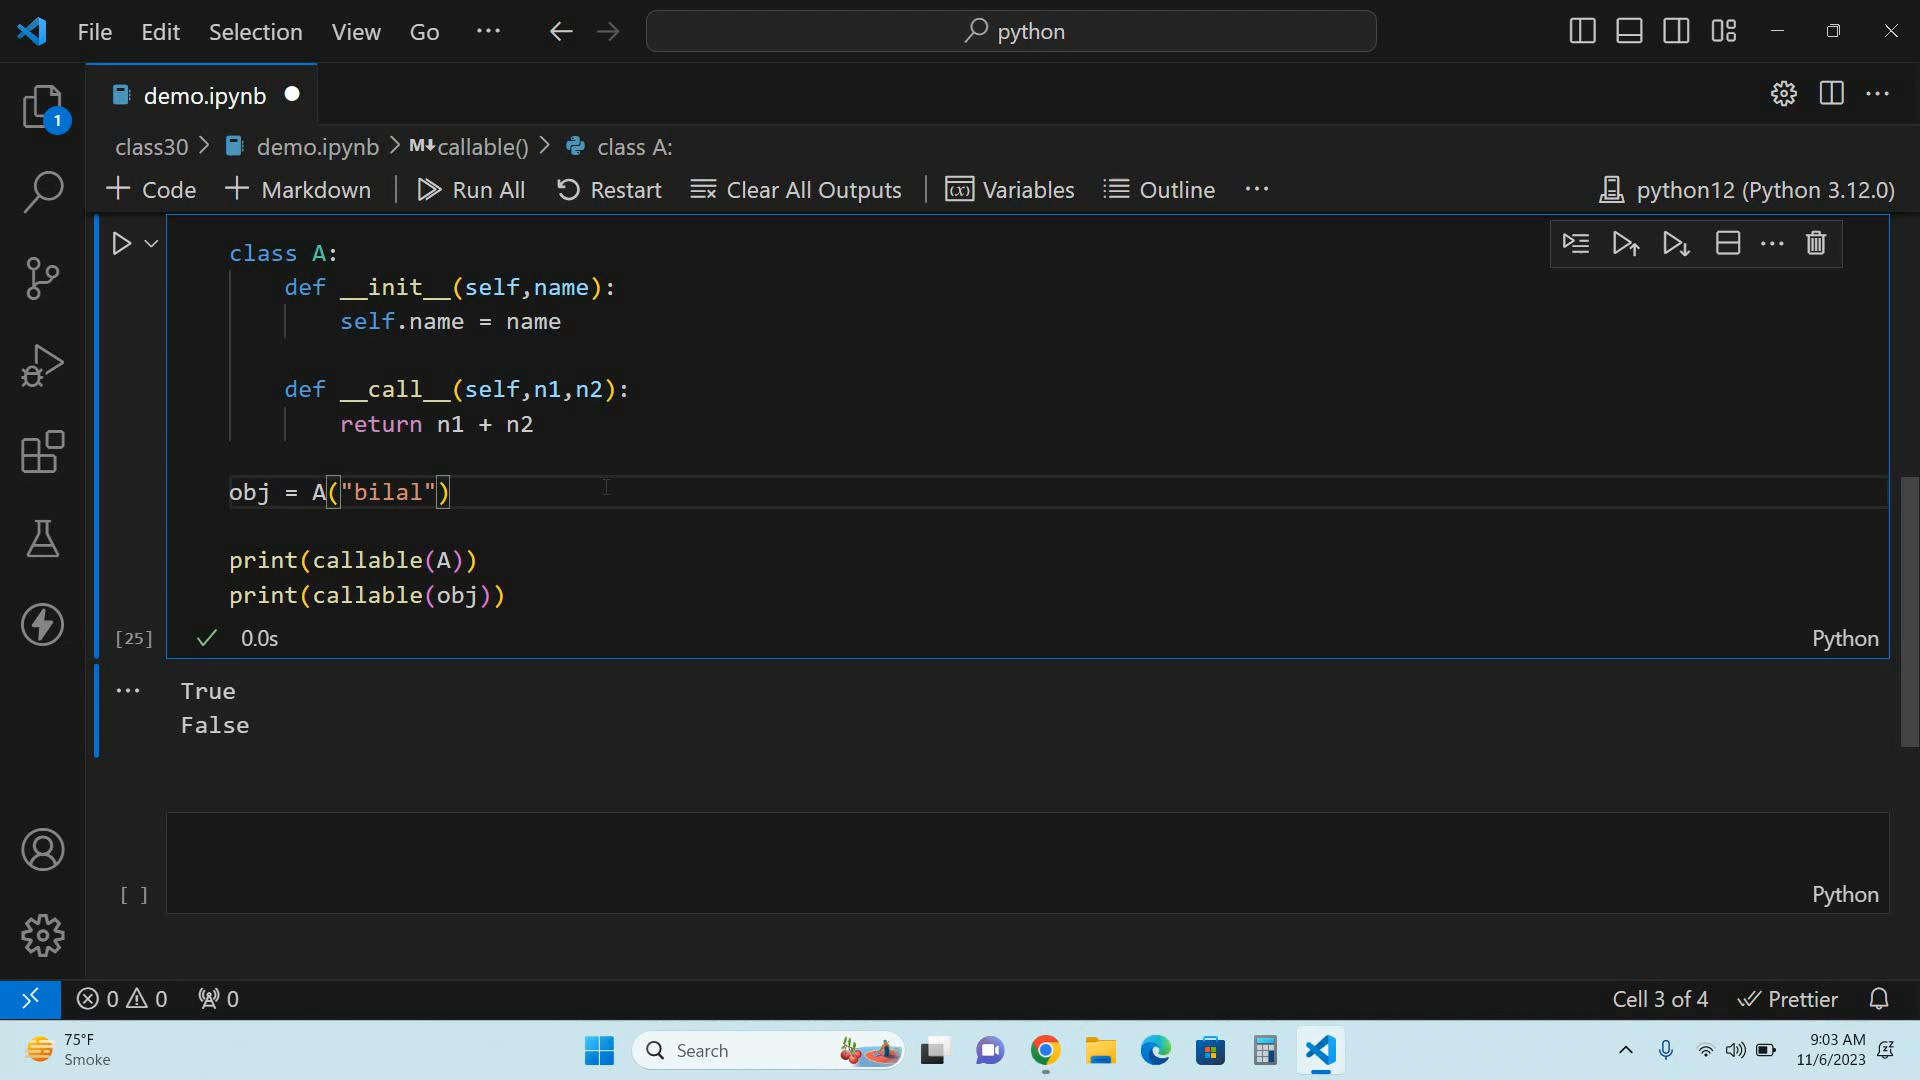 File Edit Selection View Go ... python
demo.ipynb
class30 > demo.ipynb > M↓callable() > class A:
+ Code + Markdown | Run All Restart Clear All Outputs | Variables Outline ... python12 (Python 3.12.0)
class A:
def __init__(self,name):
self.name = name
def __call__(self,n1,n2):
return n1 + n2
obj = A("bilal")
print(callable(A))
print(callable(obj))
[25] 0.0s Python
... True
False
[ ] Python
1
0 0 0 Cell 3 of 4 Prettier
75°F
Smoke
Search
9:03 AM
11/6/2023